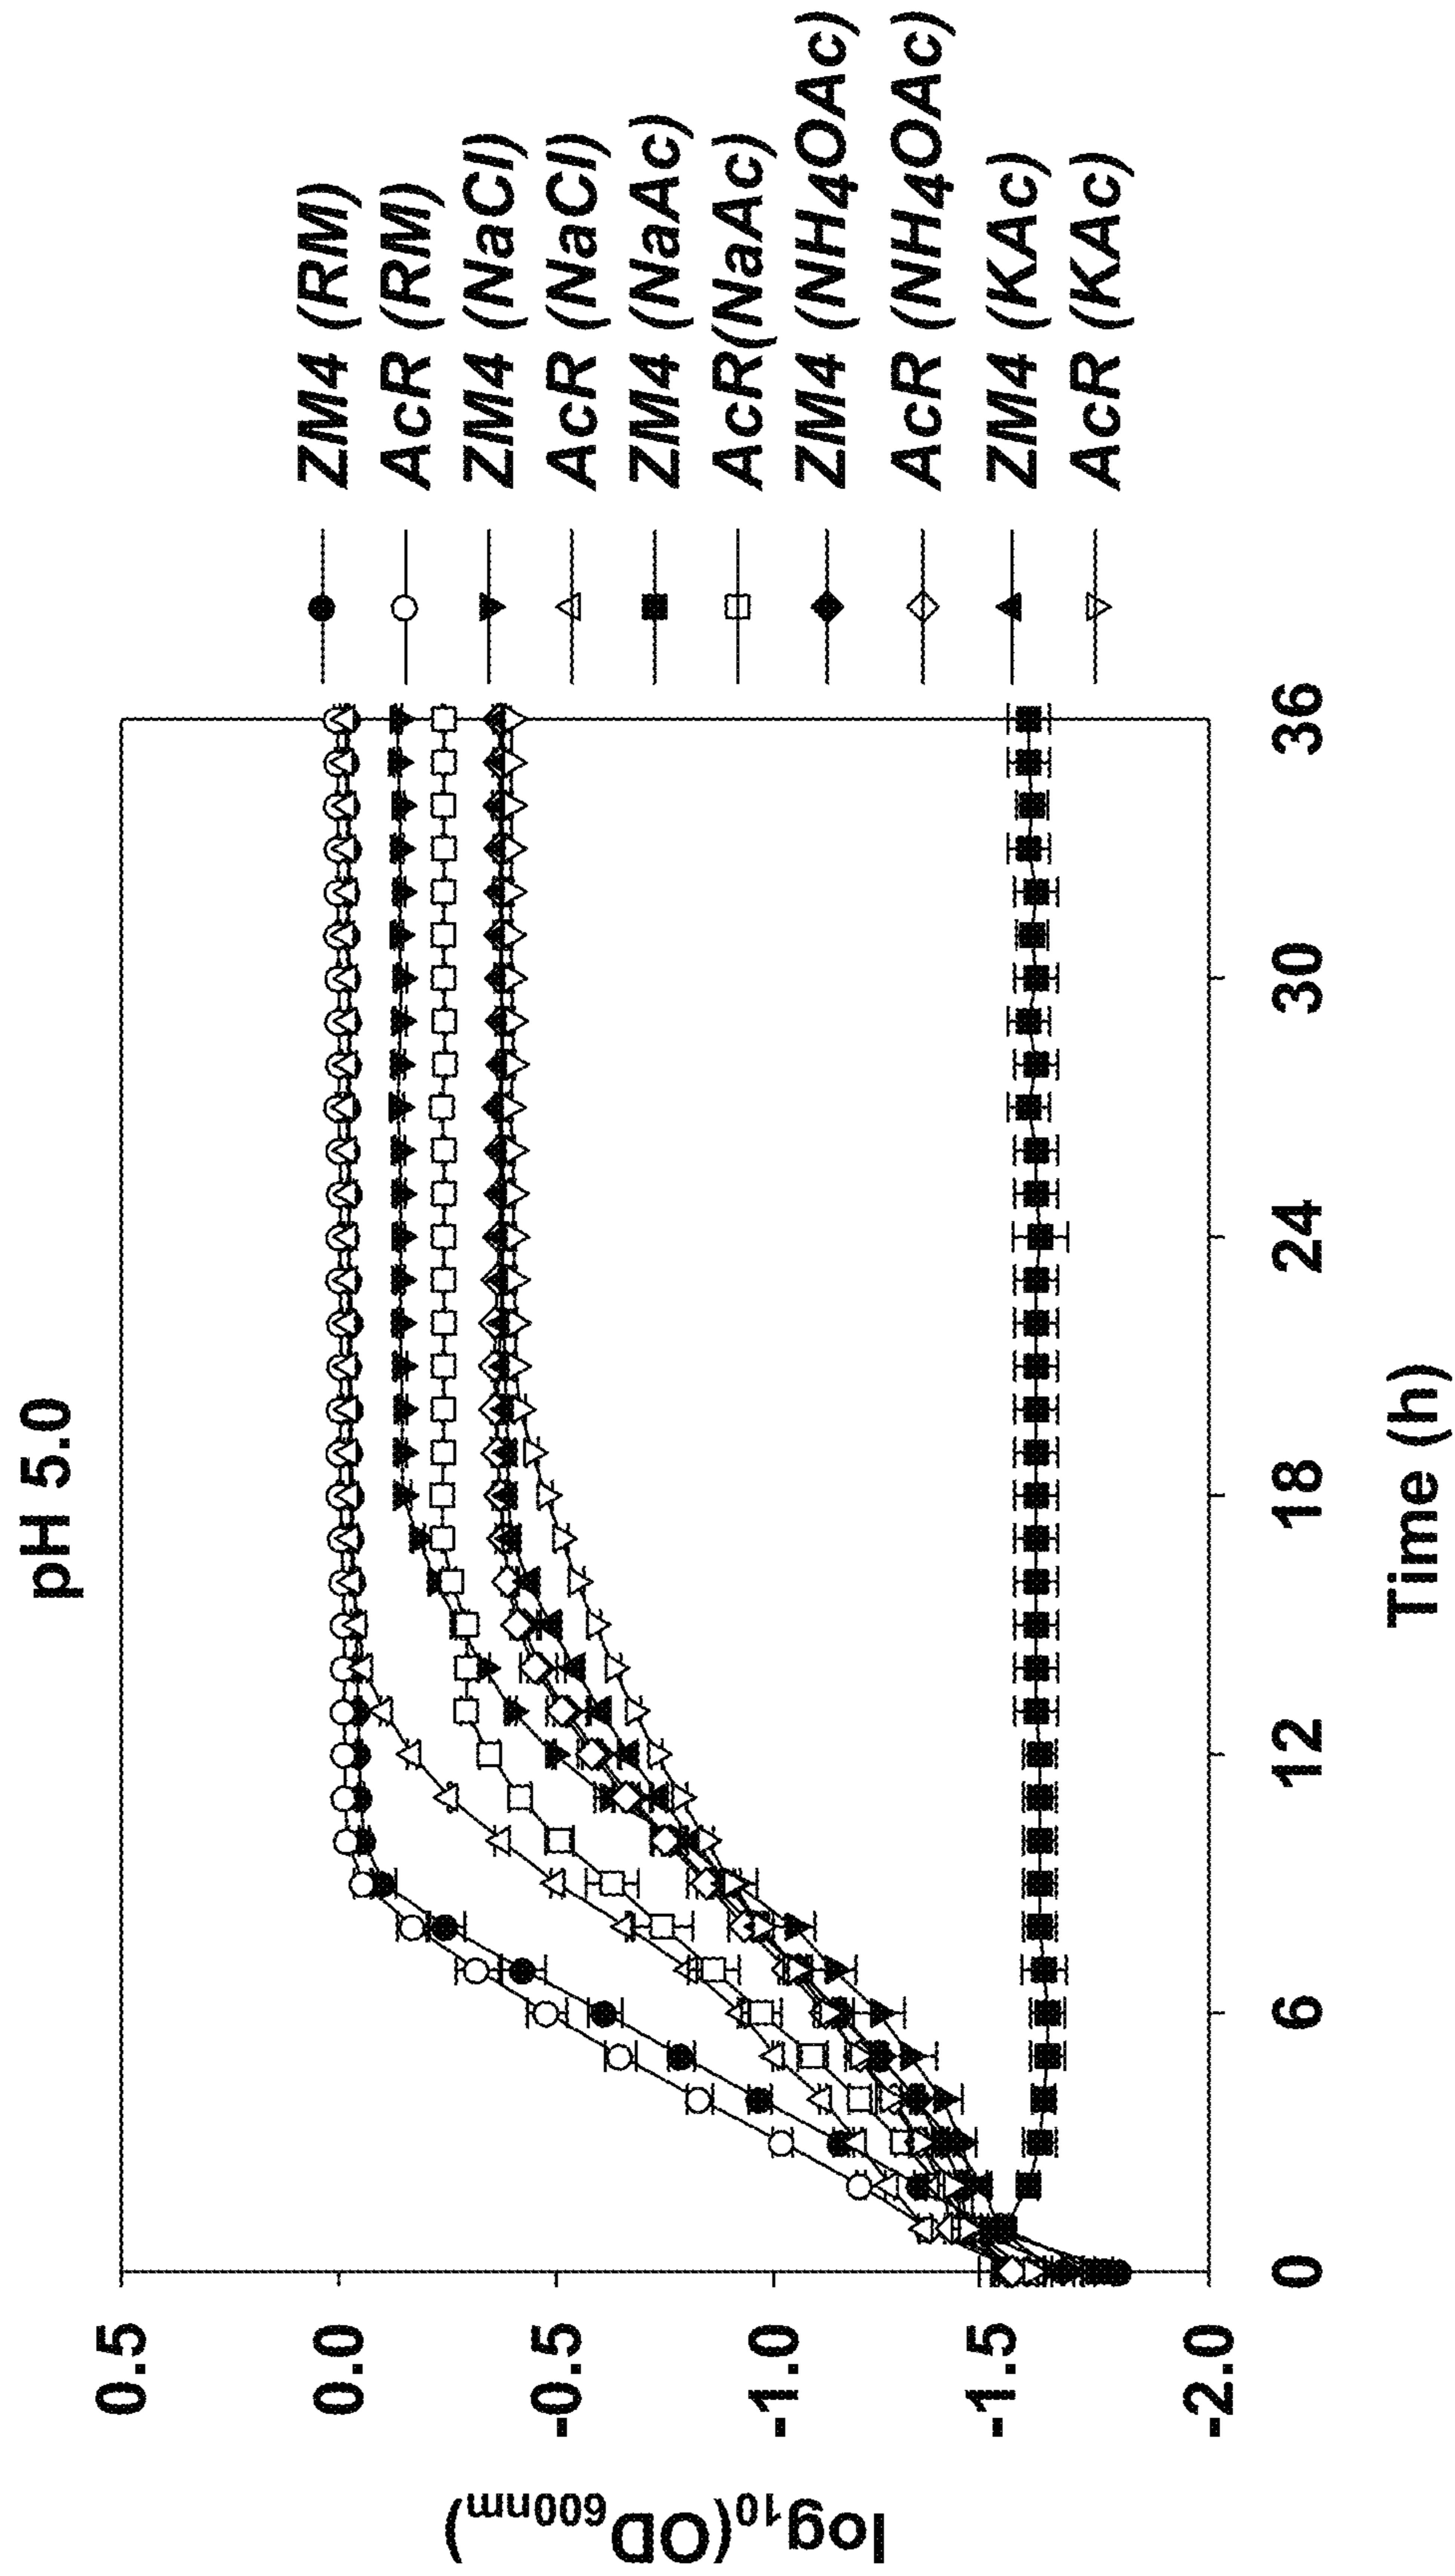 pH 5.0
log10(OD600nm)
0.5
0.0
-0.5
-1.0
-1.5
-2.0
0 6 12 18 24 30 36
Time (h)
ZM4 (RM)
AcR (RM)
ZM4 (NaCl)
AcR (NaCl)
ZM4 (NaAc)
AcR(NaAc)
ZM4 (NH4OAc)
AcR (NH4OAc)
ZM4 (KAc)
AcR (KAc)